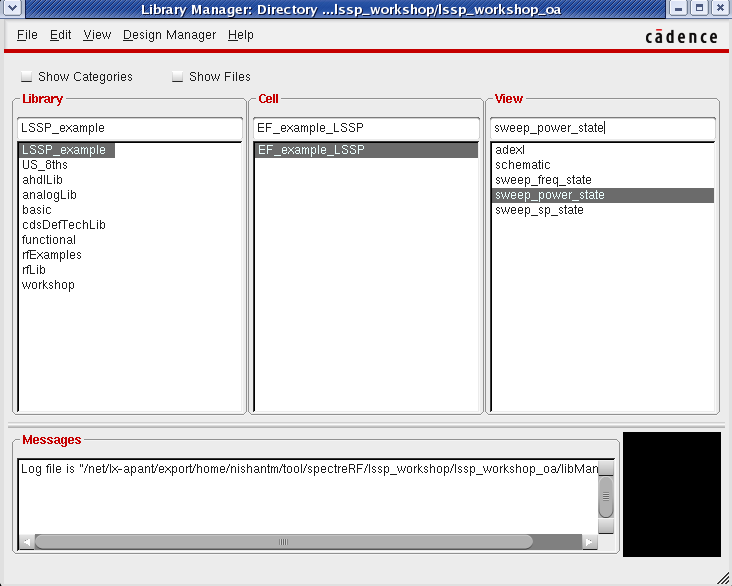 Library Manager: Directory ...lssp_workshop/lssp_workshop_oa
File Edit View Design Manager Help
cādence
Show Categories Show Files
Library
LSSP_example
LSSP_example
US_8ths
ahdlLib
analogLib
basic
cdsDefTechLib
functional
rfExamples
rfLib
workshop
Cell
EF_example_LSSP
EF_example_LSSP
View
sweep_power_state
adexl
schematic
sweep_freq_state
sweep_power_state
sweep_sp_state
Messages
Log file is "/net/lx-apant/export/home/nishantm/tool/spectreRF/lssp_workshop/lssp_workshop_oa/libMan